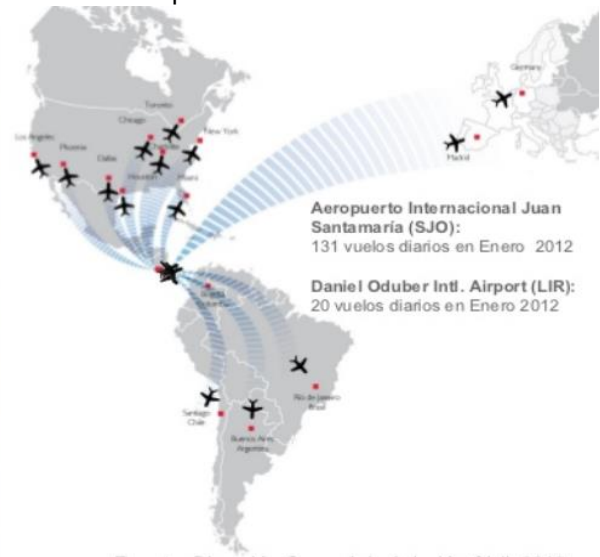 Toronto
Chicago
New York
Los Angeles
Phoenix
Dallas
Houston
Miami
Germany
Madrid
Aeropuerto Internacional Juan
Santamaría (SJO):
131 vuelos diarios en Enero 2012
Daniel Oduber Intl. Airport (LIR):
20 vuelos diarios en Enero 2012
Rio de Janeiro
Brasil
Santiago
Chile
Buenos Aires
Argentina